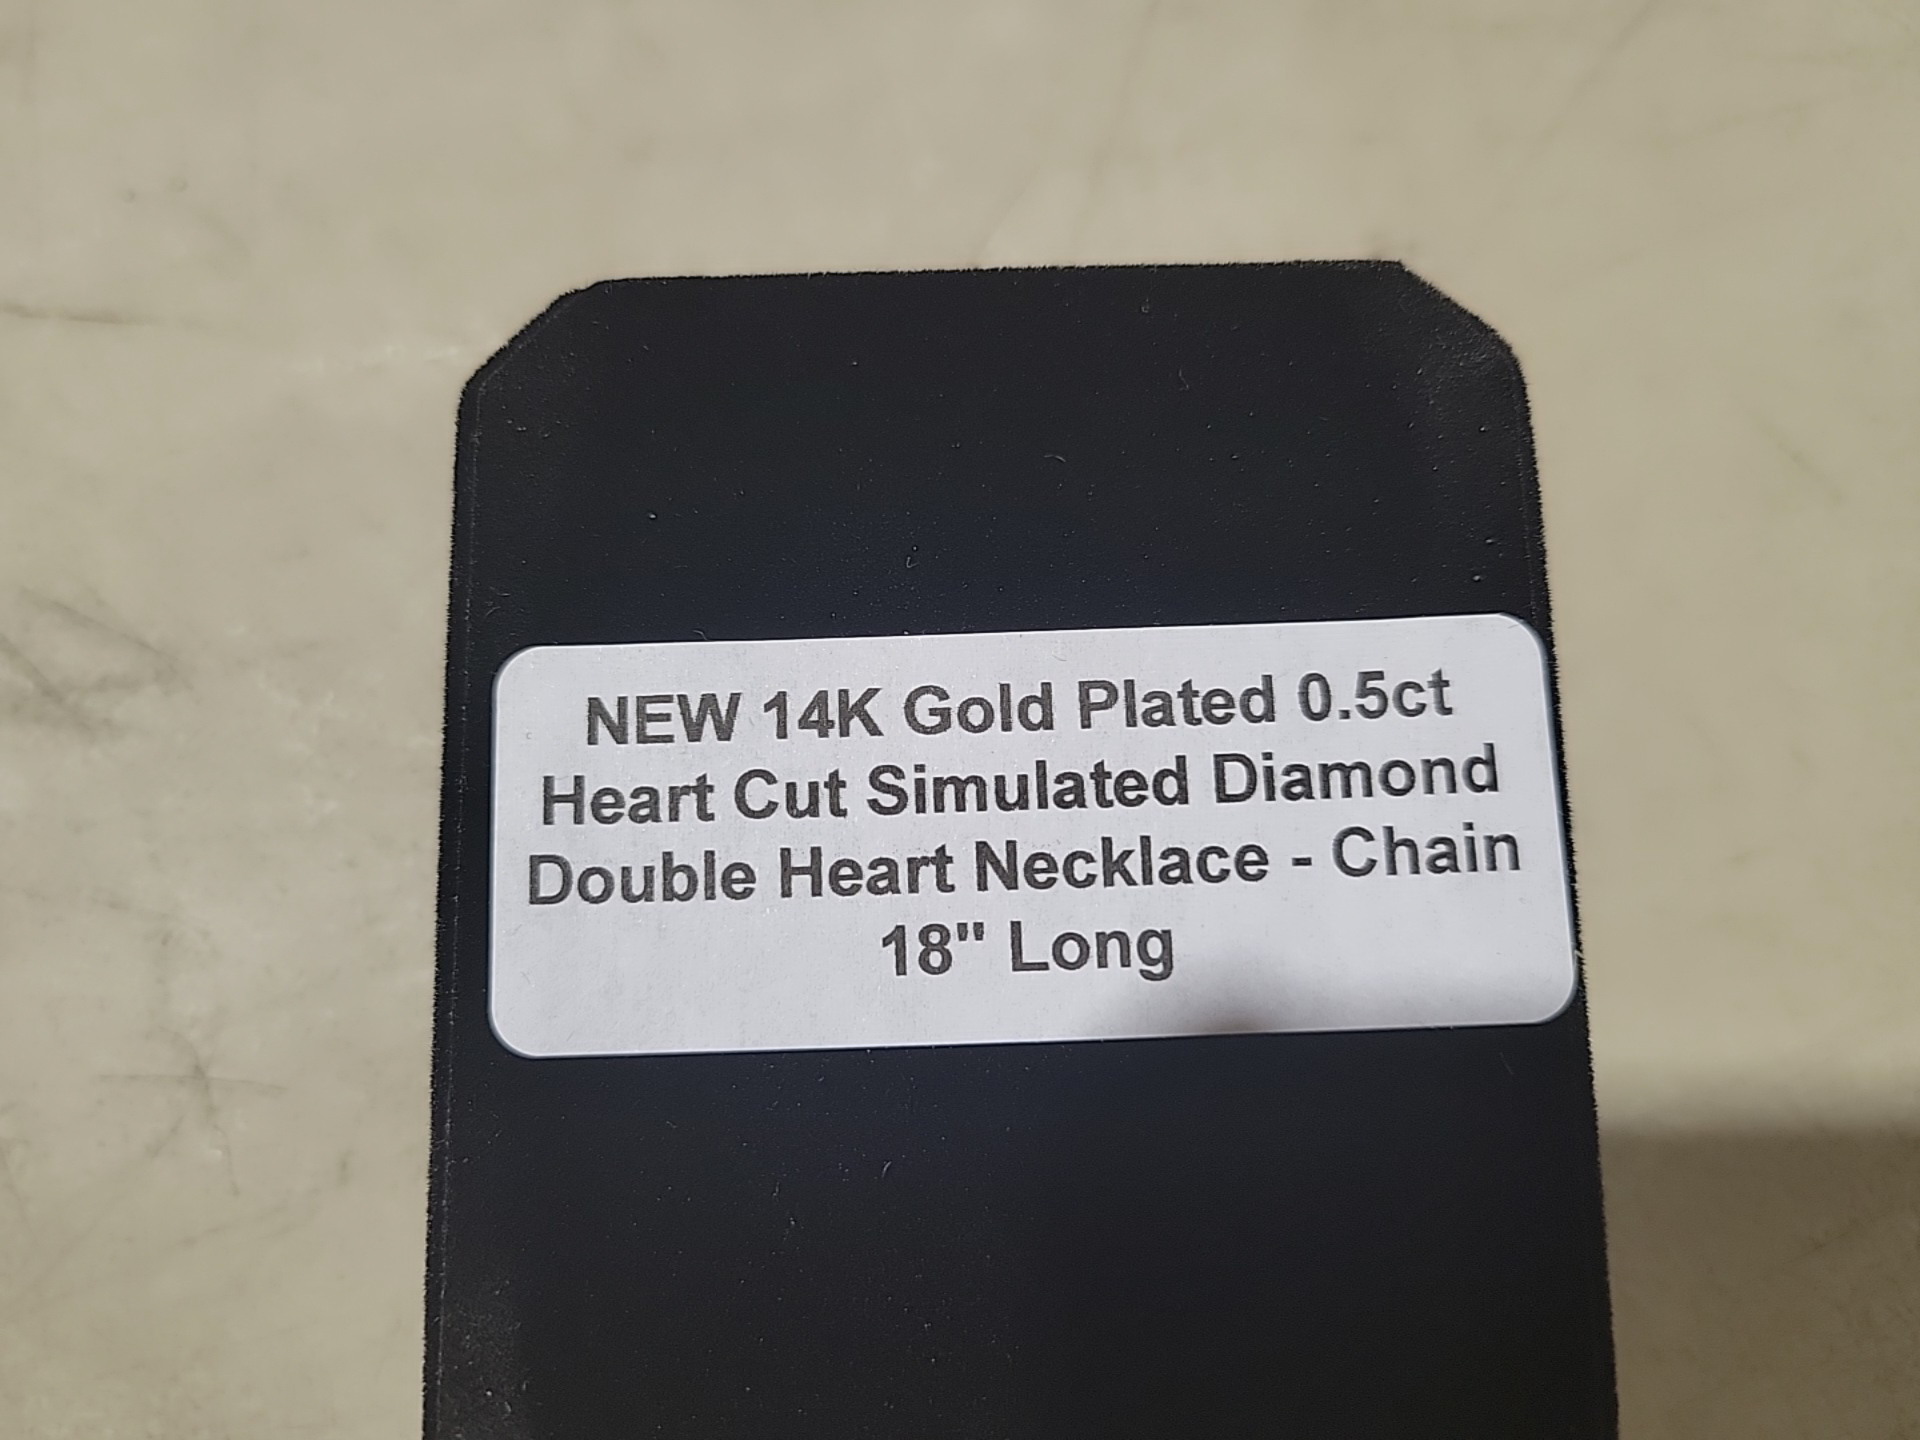 NEW 14K Gold Plated 0.5ct
Heart Cut Simulated Diamond
Double Heart Necklace - Chain
18" Long